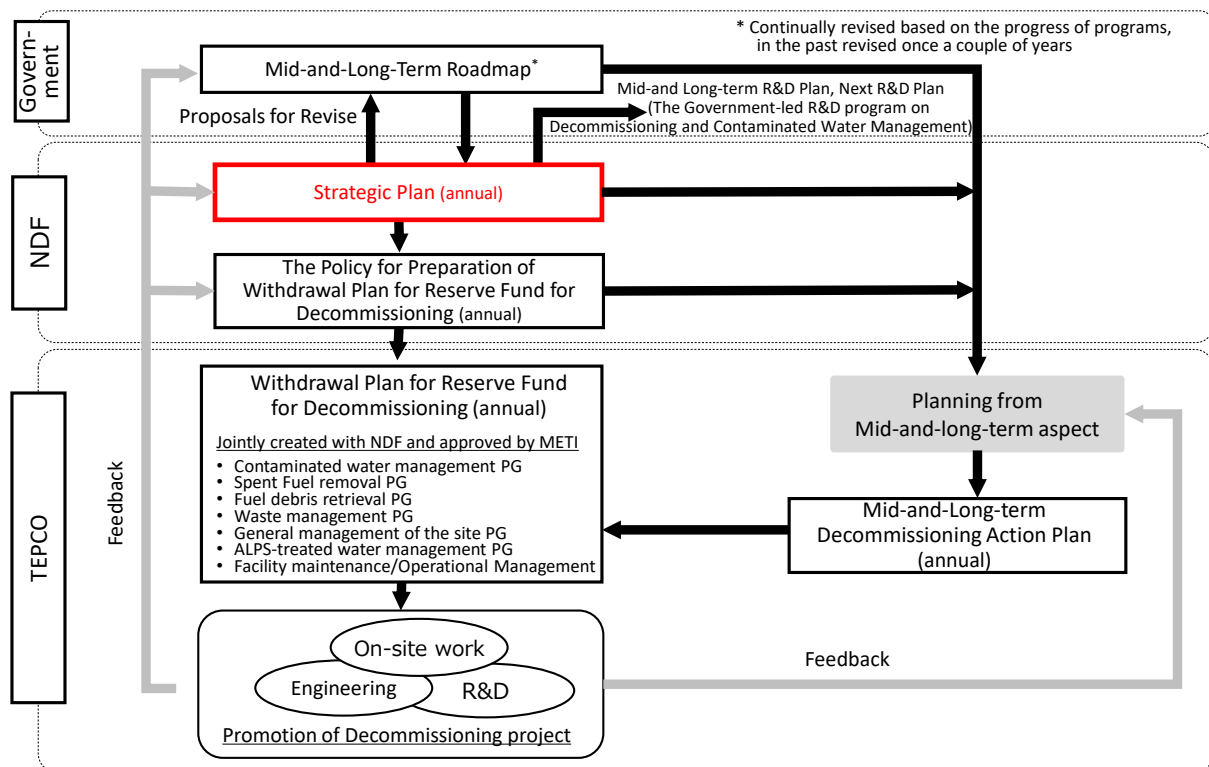 Govern-
ment
* Continually revised based on the progress of programs,
in the past revised once a couple of years
Mid-and-Long-Term Roadmap*
Mid-and Long-term R&D Plan, Next R&D Plan
(The Government-led R&D program on
Decommissioning and Contaminated Water Management)
Proposals for Revise
NDF
Strategic Plan (annual)
The Policy for Preparation of
Withdrawal Plan for Reserve Fund for
Decommissioning (annual)
TEPCO
Feedback
Withdrawal Plan for Reserve Fund
for Decommissioning (annual)
Jointly created with NDF and approved by METI
• Contaminated water management PG
• Spent Fuel removal PG
• Fuel debris retrieval PG
• Waste management PG
• General management of the site PG
• ALPS-treated water management PG
• Facility maintenance/Operational Management
Planning from
Mid-and-long-term aspect
Mid-and-Long-term
Decommissioning Action Plan
(annual)
On-site work
Engineering
R&D
Promotion of Decommissioning project
Feedback